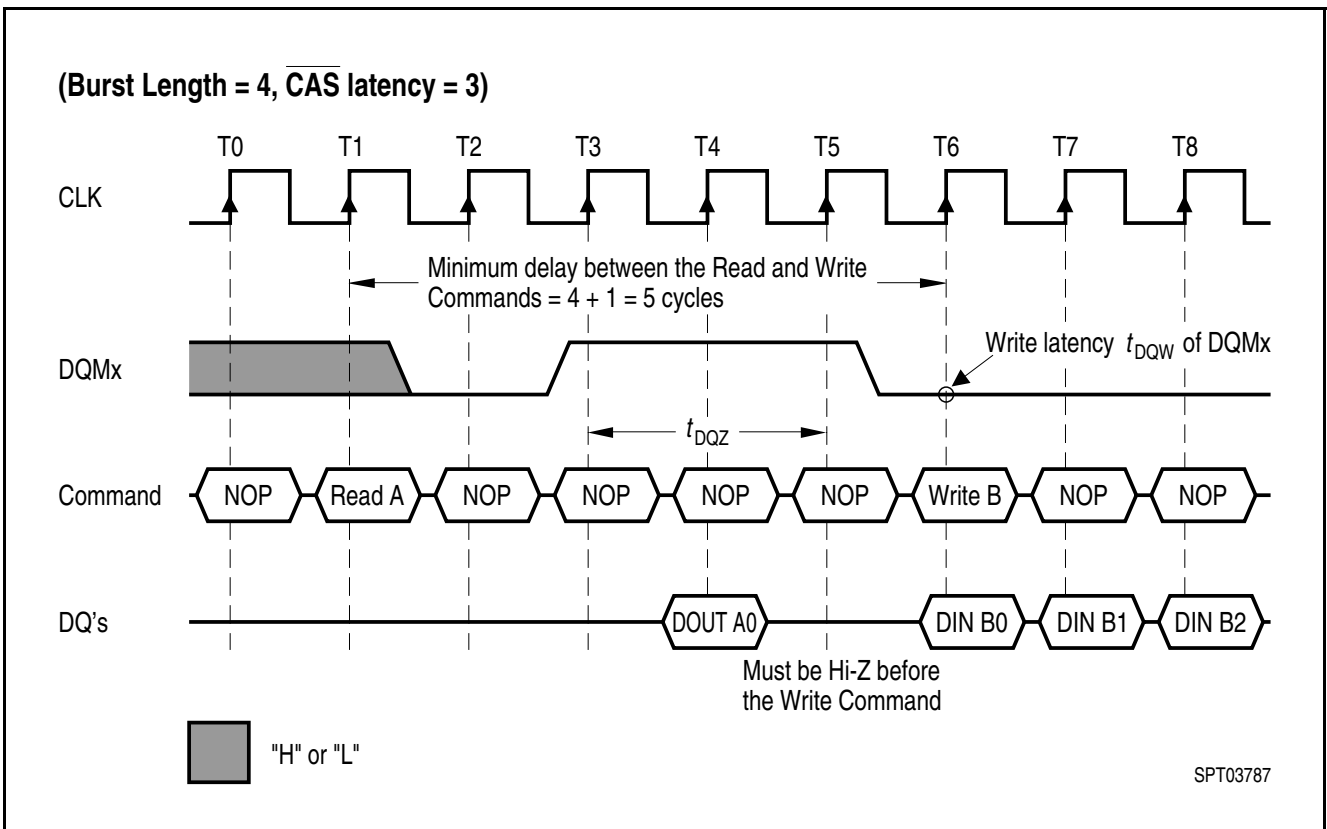 (Burst Length = 4, CAS latency = 3)
T0 T1 T2 T3 T4 T5 T6 T7 T8
CLK
Minimum delay between the Read and Write
Commands = 4 + 1 = 5 cycles
Write latency tDQW of DQMx
DQMx
tDQZ
Command NOP Read A NOP NOP NOP NOP Write B NOP NOP
DQ's DOUT A0 DIN B0 DIN B1 DIN B2
Must be Hi-Z before
the Write Command
"H" or "L"
SPT03787